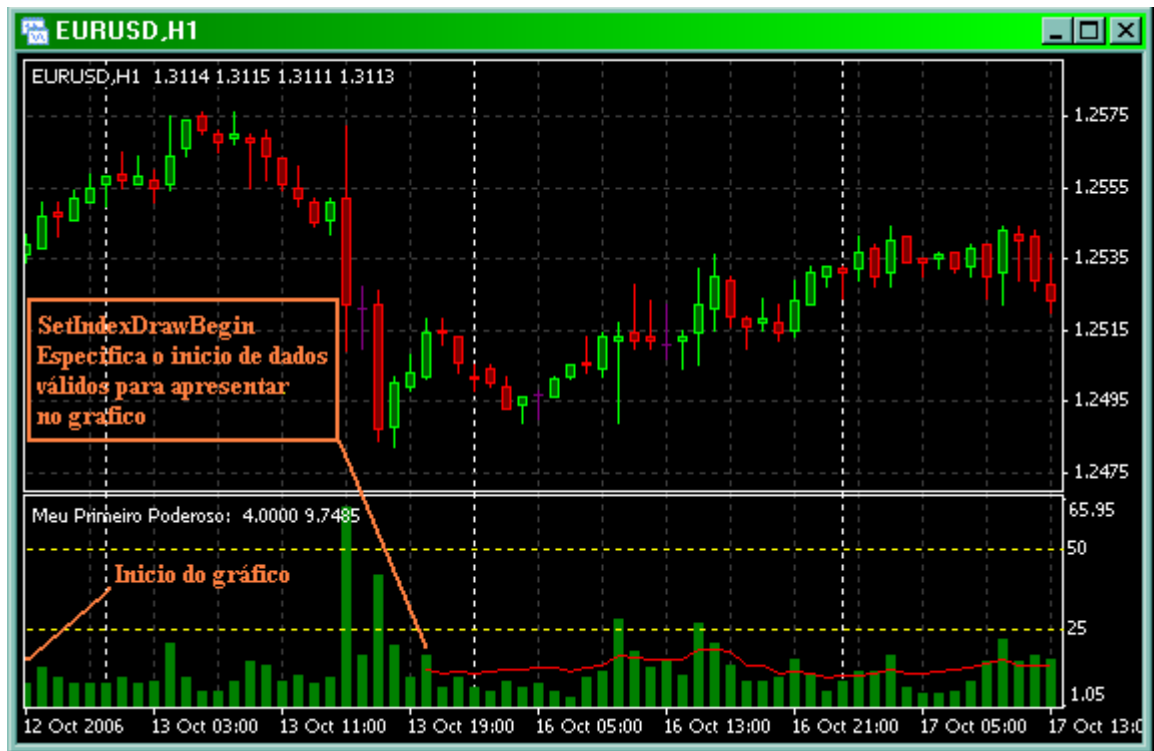 EURUSD,H1
EURUSD,H1 1.3114 1.3115 1.3111 1.3113
1.2575
1.2555
1.2535
1.2515
1.2495
1.2475
SetIndexDrawBegin
Especifica o inicio de dados
válidos para apresentar
no grafico
Meu Primeiro Poderoso: 4.0000 9.7485
65.95
50
25
1.05
Inicio do gráfico
12 Oct 2006 13 Oct 03:00 13 Oct 11:00 13 Oct 19:00 16 Oct 05:00 16 Oct 13:00 16 Oct 21:00 17 Oct 05:00 17 Oct 13:0